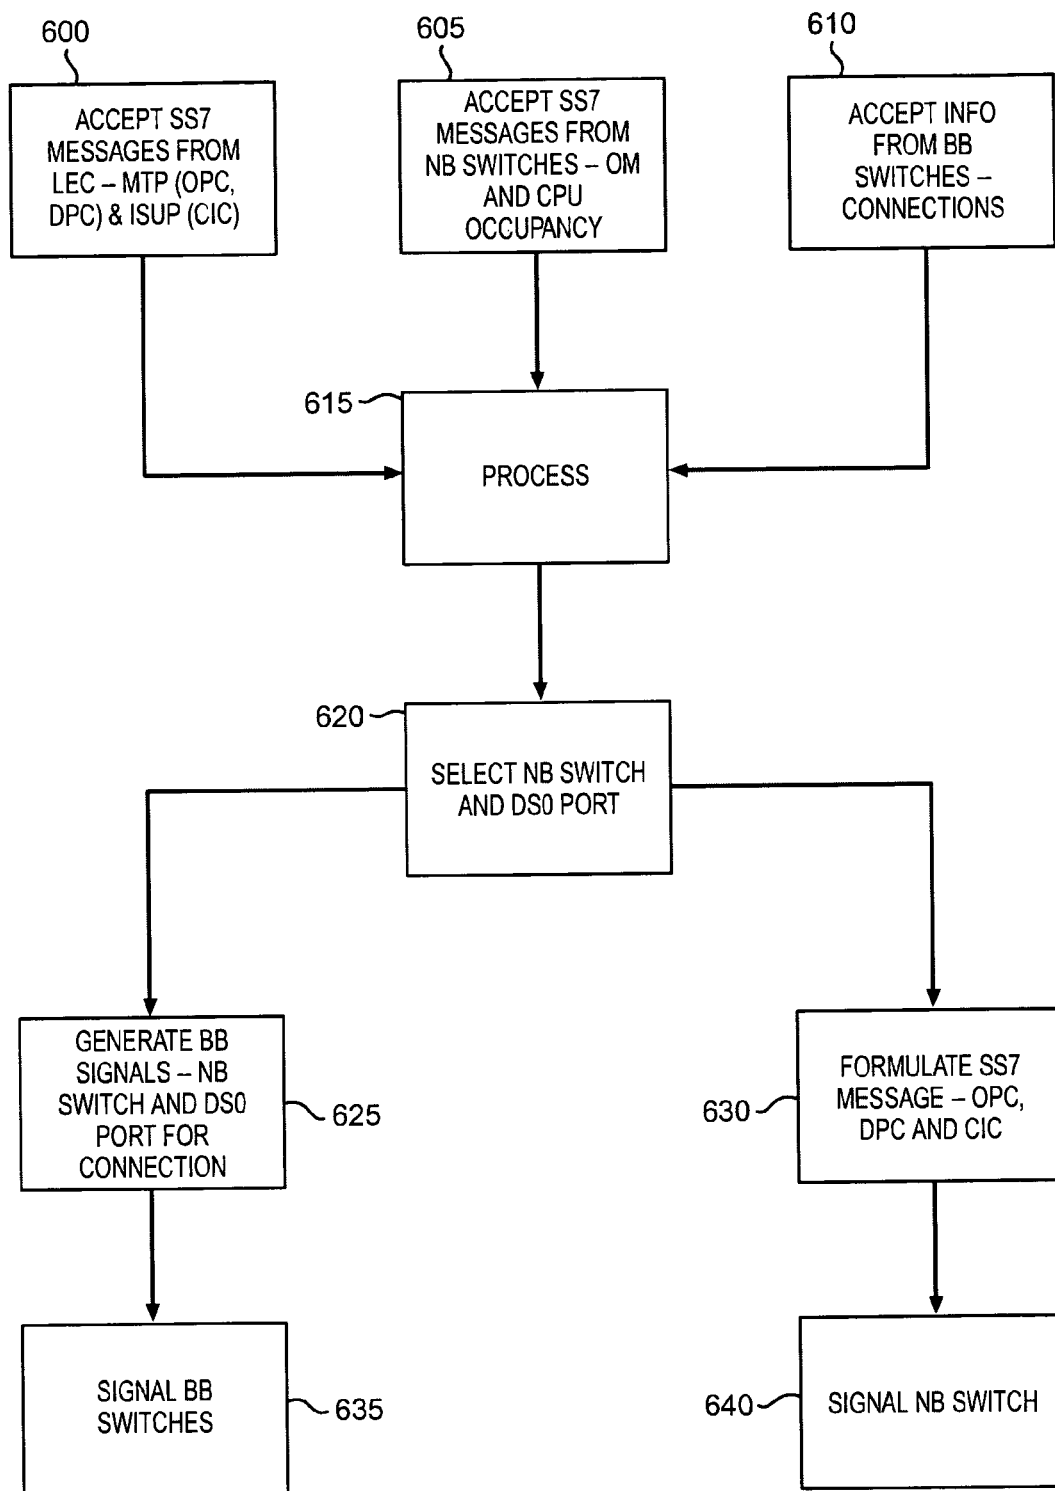 600
ACCEPT SS7
MESSAGES FROM
LEC – MTP (OPC,
DPC) & ISUP (CIC)
605
ACCEPT SS7
MESSAGES FROM
NB SWITCHES – OM
AND CPU
OCCUPANCY
610
ACCEPT INFO
FROM BB
SWITCHES –
CONNECTIONS
615
PROCESS
620
SELECT NB SWITCH
AND DS0 PORT
GENERATE BB
SIGNALS – NB
SWITCH AND DS0
PORT FOR
CONNECTION
625
630
FORMULATE SS7
MESSAGE – OPC,
DPC AND CIC
SIGNAL BB
SWITCHES
635
640
SIGNAL NB SWITCH